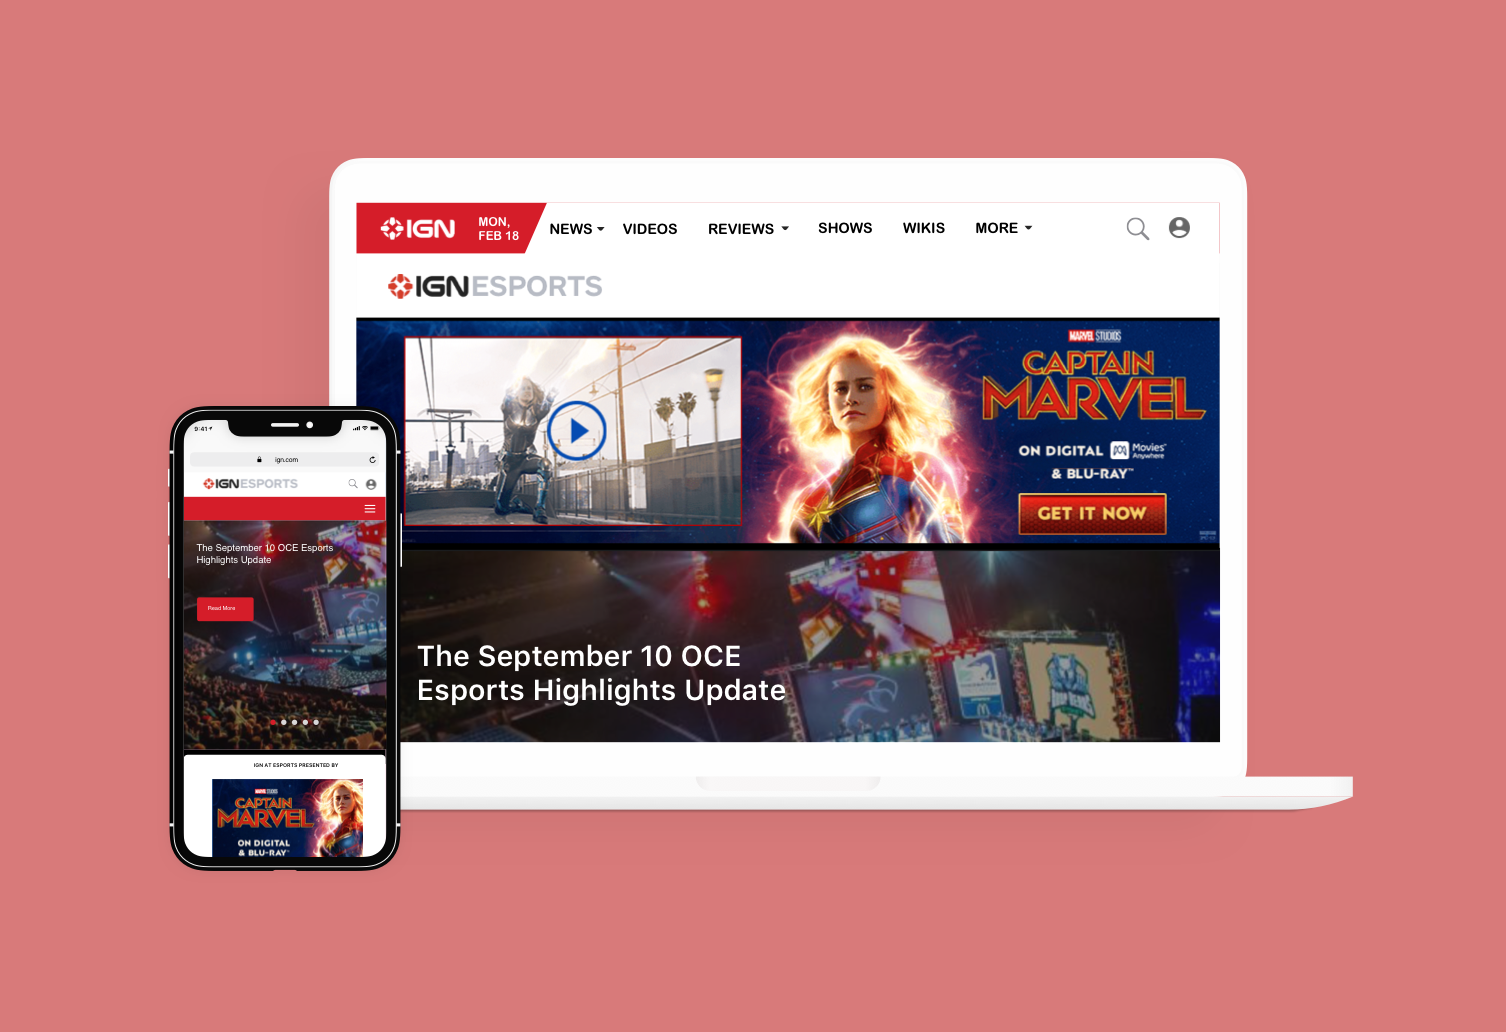 IGN
MON,
FEB 18
NEWS
VIDEOS
REVIEWS
SHOWS
WIKIS
MORE
IGN ESPORTS
MARVEL STUDIOS
CAPTAIN
MARVEL
ON DIGITAL
Movies
Anywhere
& BLU-RAY™
GET IT NOW
The September 10 OCE
Esports Highlights Update
9:41
ign.com
IGN ESPORTS
The September 10 OCE Esports
Highlights Update
Read More
IGN AT ESPORTS PRESENTED BY
MARVEL STUDIOS
CAPTAIN
MARVEL
ON DIGITAL
& BLU-RAY™